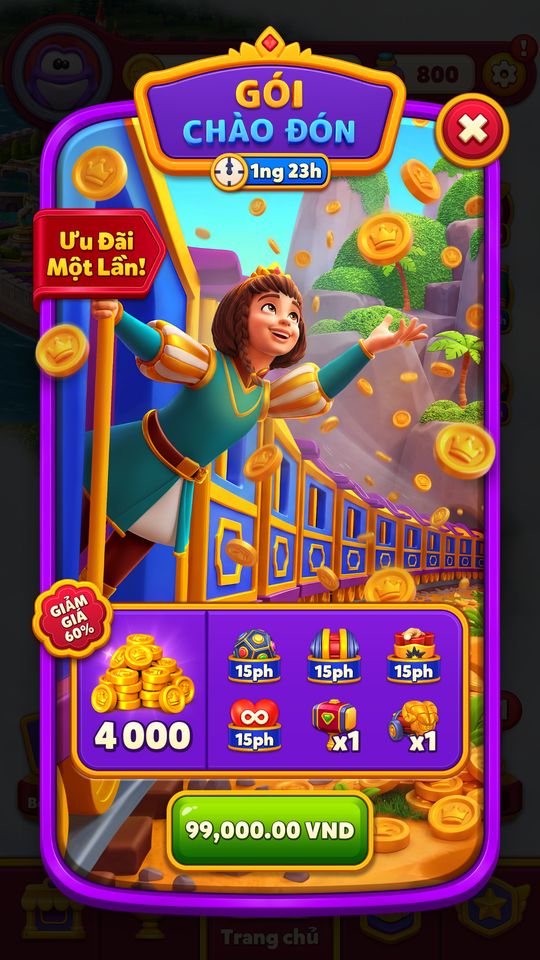 800
GÓI
CHÀO ĐÓN
1ng 23h
Ưu Đãi
Một Lần!
GIẢM
GIÁ
60%
4 000
15ph
15ph
15ph
15ph
x1
x1
99,000.00 VND
Trang chủ